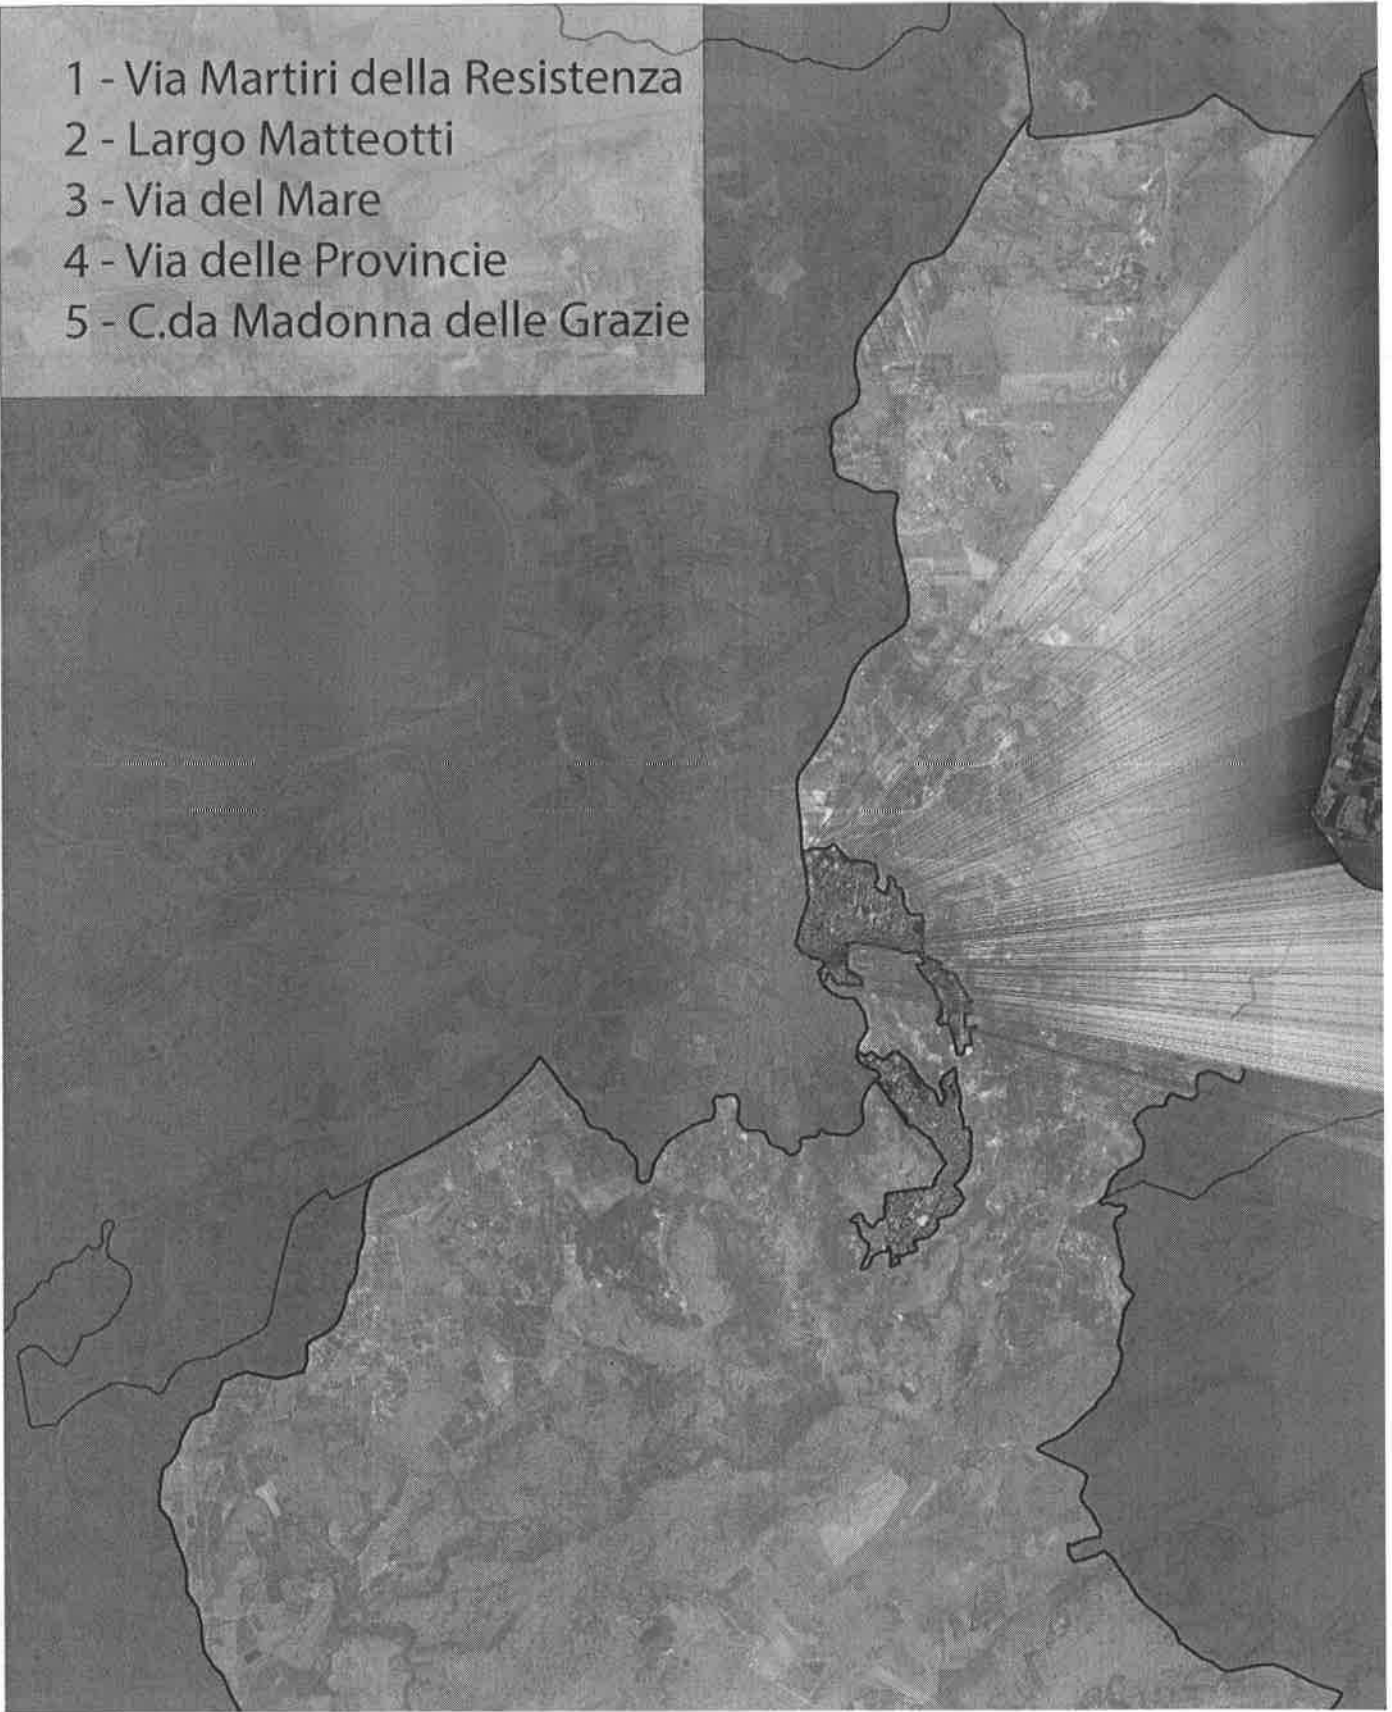 1 - Via Martiri della Resistenza
2 - Largo Matteotti
3 - Via del Mare
4 - Via delle Provincie
5 - C.da Madonna delle Grazie